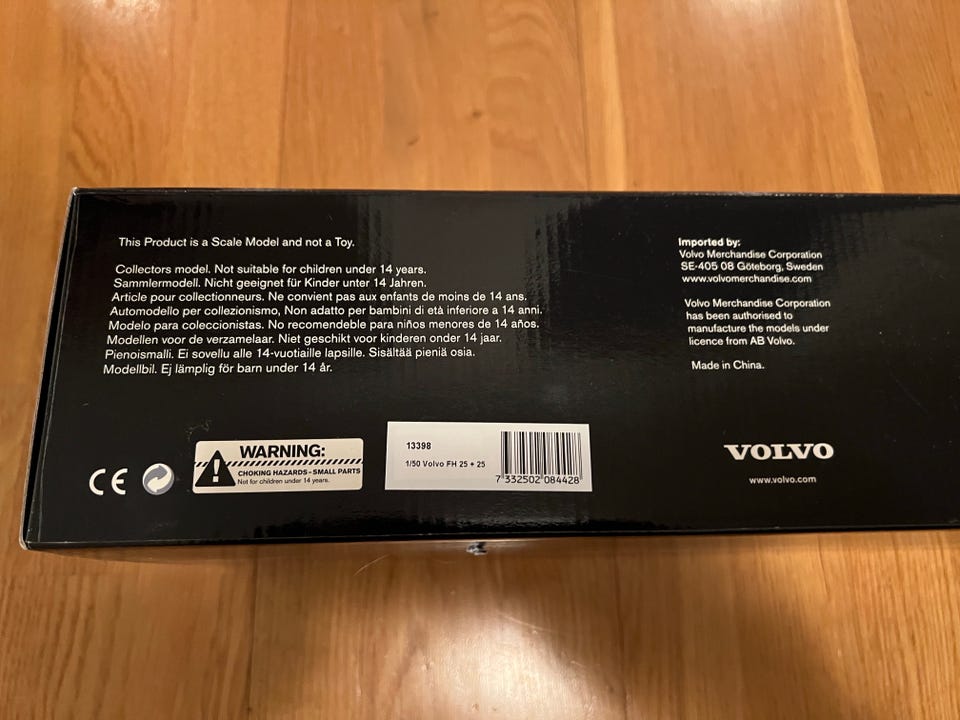 This Product is a Scale Model and not a Toy.
Collectors model. Not suitable for children under 14 years.
Sammlermodell. Nicht geeignet für Kinder unter 14 Jahren.
Article pour collectionneurs. Ne convient pas aux enfants de moins de 14 ans.
Automodello per collezionismo, Non adatto per bambini di età inferiore a 14 anni.
Modelo para coleccionistas. No recomendeble para niños menores de 14 años.
Modellen voor de verzamelaar. Niet geschikt voor kinderen onder 14 jaar.
Pienoismalli. Ei sovellu alle 14-vuotiaille lapsille. Sisältää pieniä osia.
Modellbil. Ej lämplig för barn under 14 år.
Imported by:
Volvo Merchandise Corporation
SE-405 08 Göteborg, Sweden
www.volvomerchandise.com
Volvo Merchandise Corporation
has been authorised to
manufacture the models under
licence from AB Volvo.
Made in China.
CE
WARNING:
CHOKING HAZARDS - SMALL PARTS
Not for children under 14 years.
13398
1/50 Volvo FH 25 + 25
7 332502 084428
VOLVO
www.volvo.com